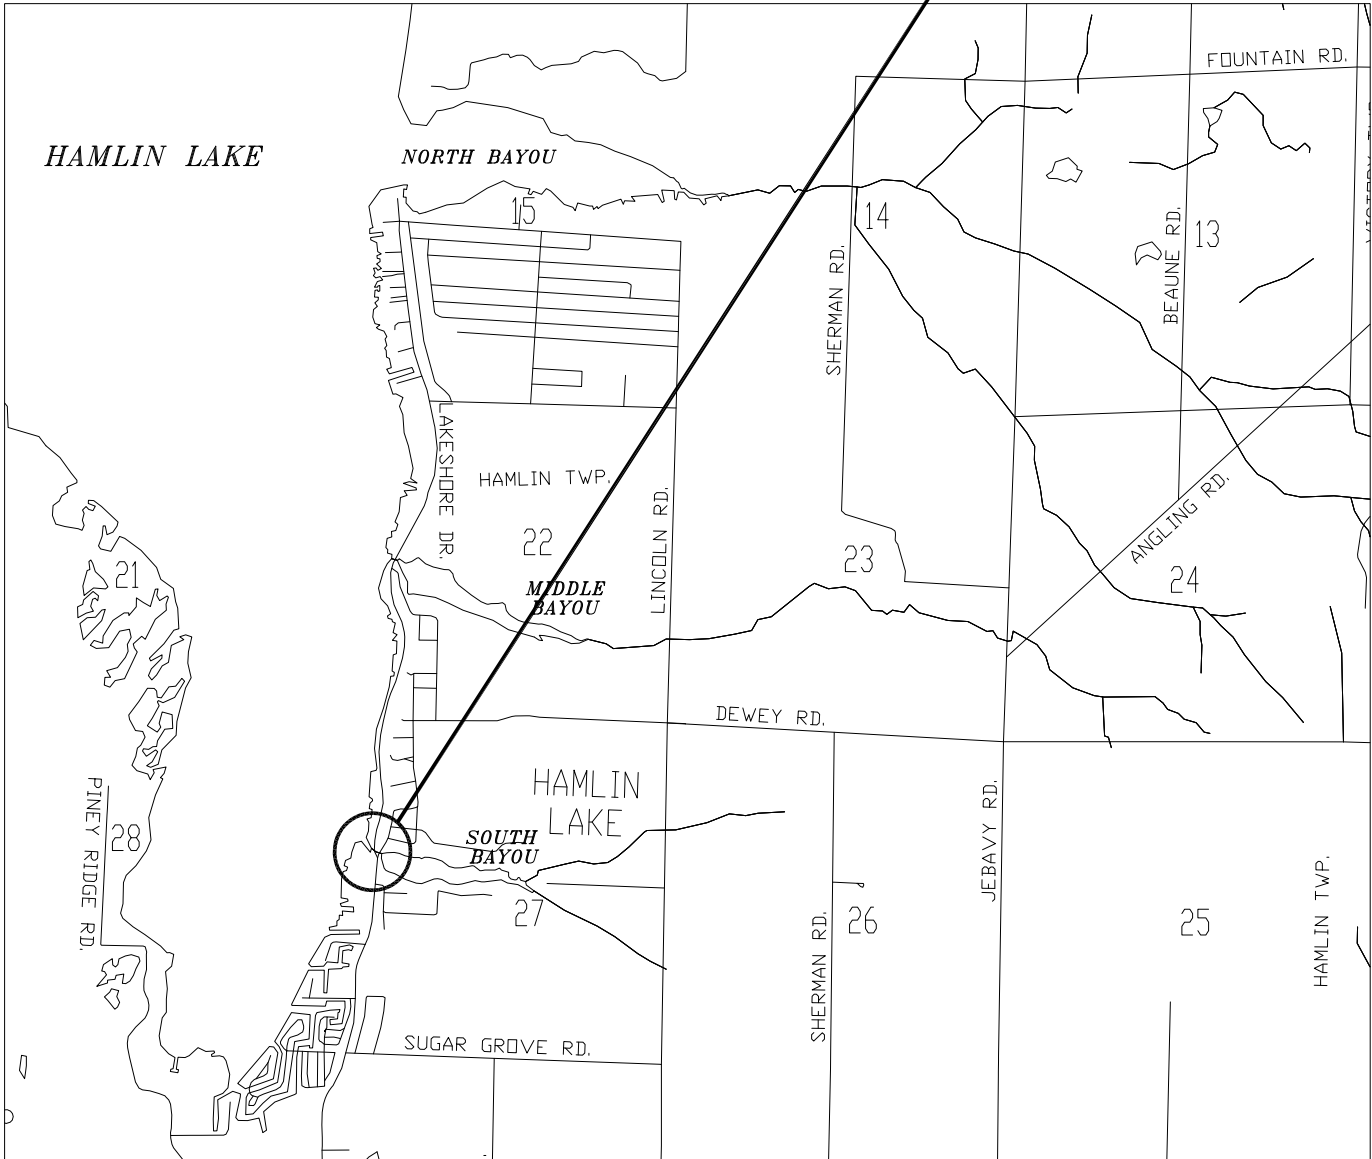 FOUNTAIN RD.
HAMLIN LAKE
NORTH BAYOU
15
14
13
SHERMAN RD.
BEAUNE RD.
LAKESHORE DR.
HAMLIN TWP.
22
LINCOLN RD.
23
ANGLING RD.
24
21
MIDDLE
BAYOU
DEWEY RD.
HAMLIN
LAKE
PINEY RIDGE RD.
28
SOUTH
BAYOU
27
SHERMAN RD.
26
JEBAVY RD.
25
HAMLIN TWP.
SUGAR GROVE RD.